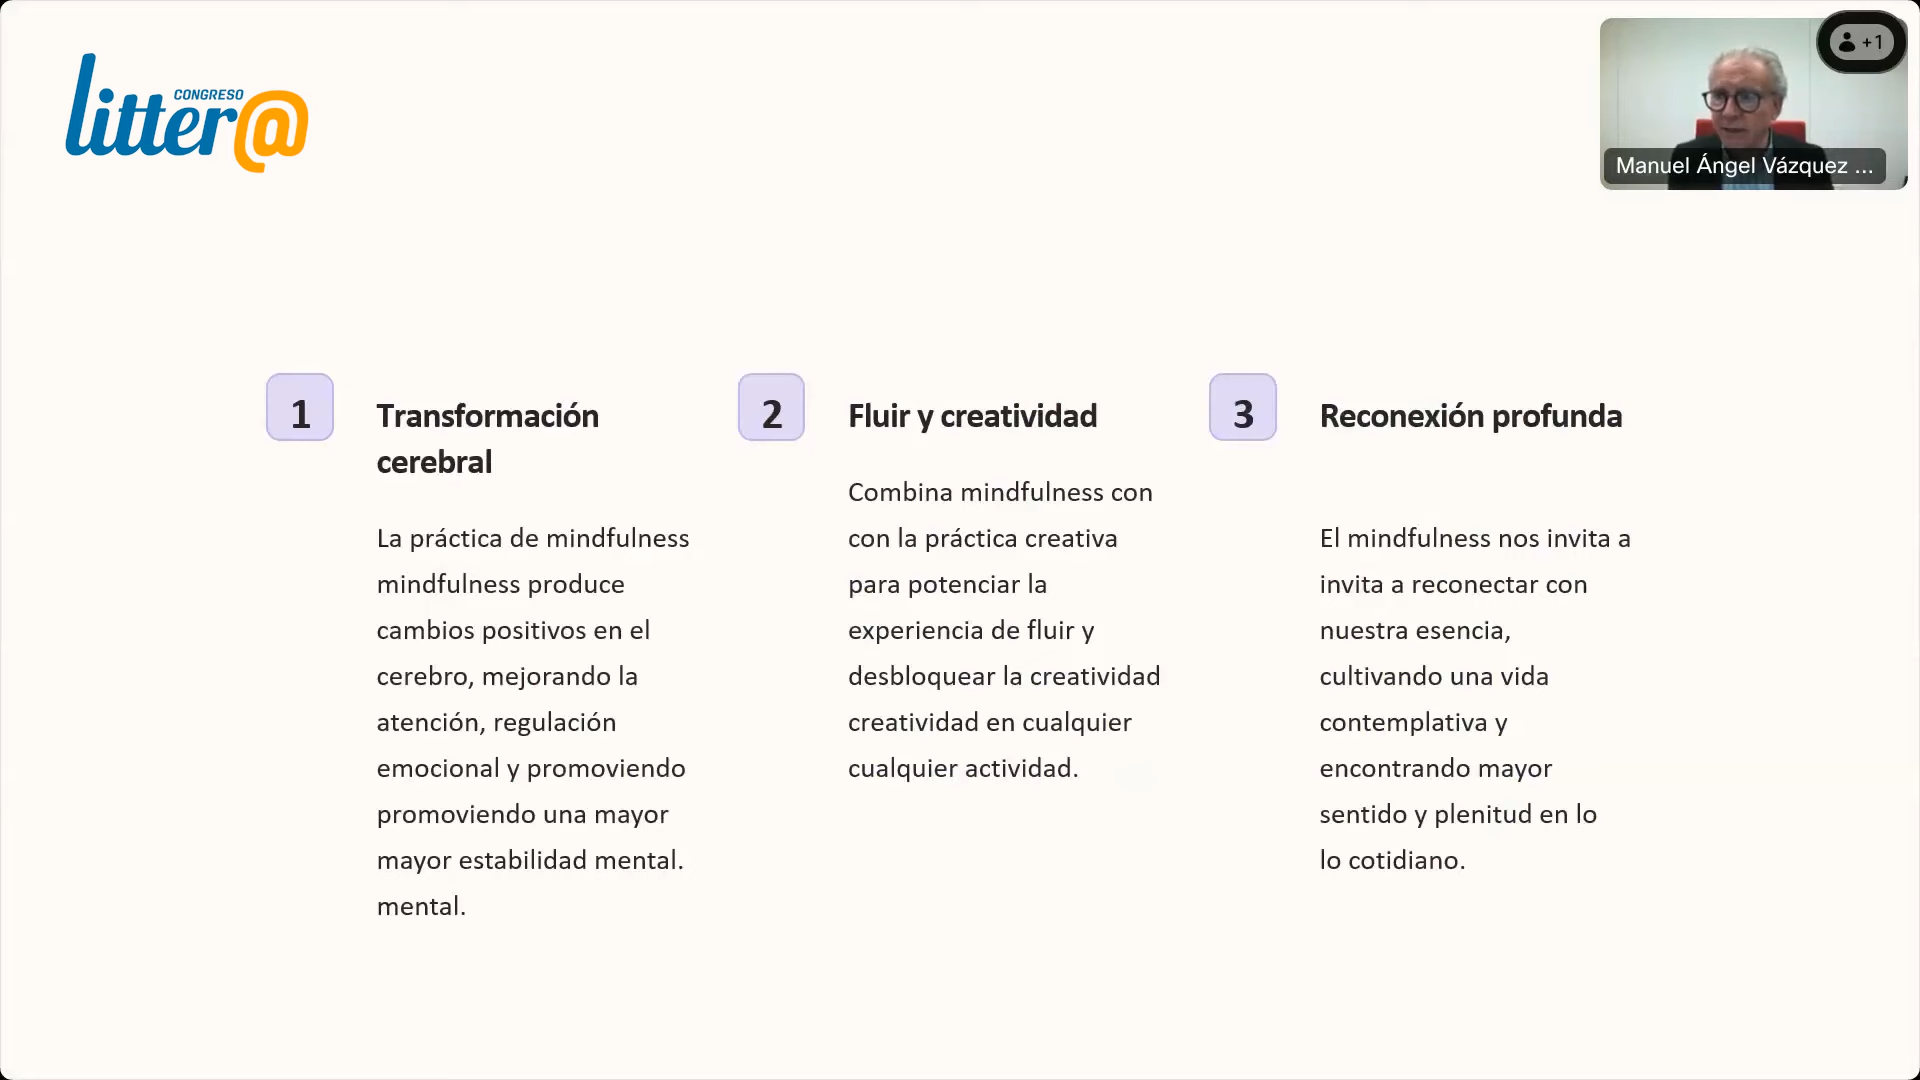 CONGRESO
litter@
+1
Manuel Ángel Vázquez ...
1
Transformación
cerebral
La práctica de mindfulness
mindfulness produce
cambios positivos en el
cerebro, mejorando la
atención, regulación
emocional y promoviendo
promoviendo una mayor
mayor estabilidad mental.
mental.
2
Fluir y creatividad
Combina mindfulness con
con la práctica creativa
para potenciar la
experiencia de fluir y
desbloquear la creatividad
creatividad en cualquier
cualquier actividad.
3
Reconexión profunda
El mindfulness nos invita a
invita a reconectar con
nuestra esencia,
cultivando una vida
contemplativa y
encontrando mayor
sentido y plenitud en lo
lo cotidiano.